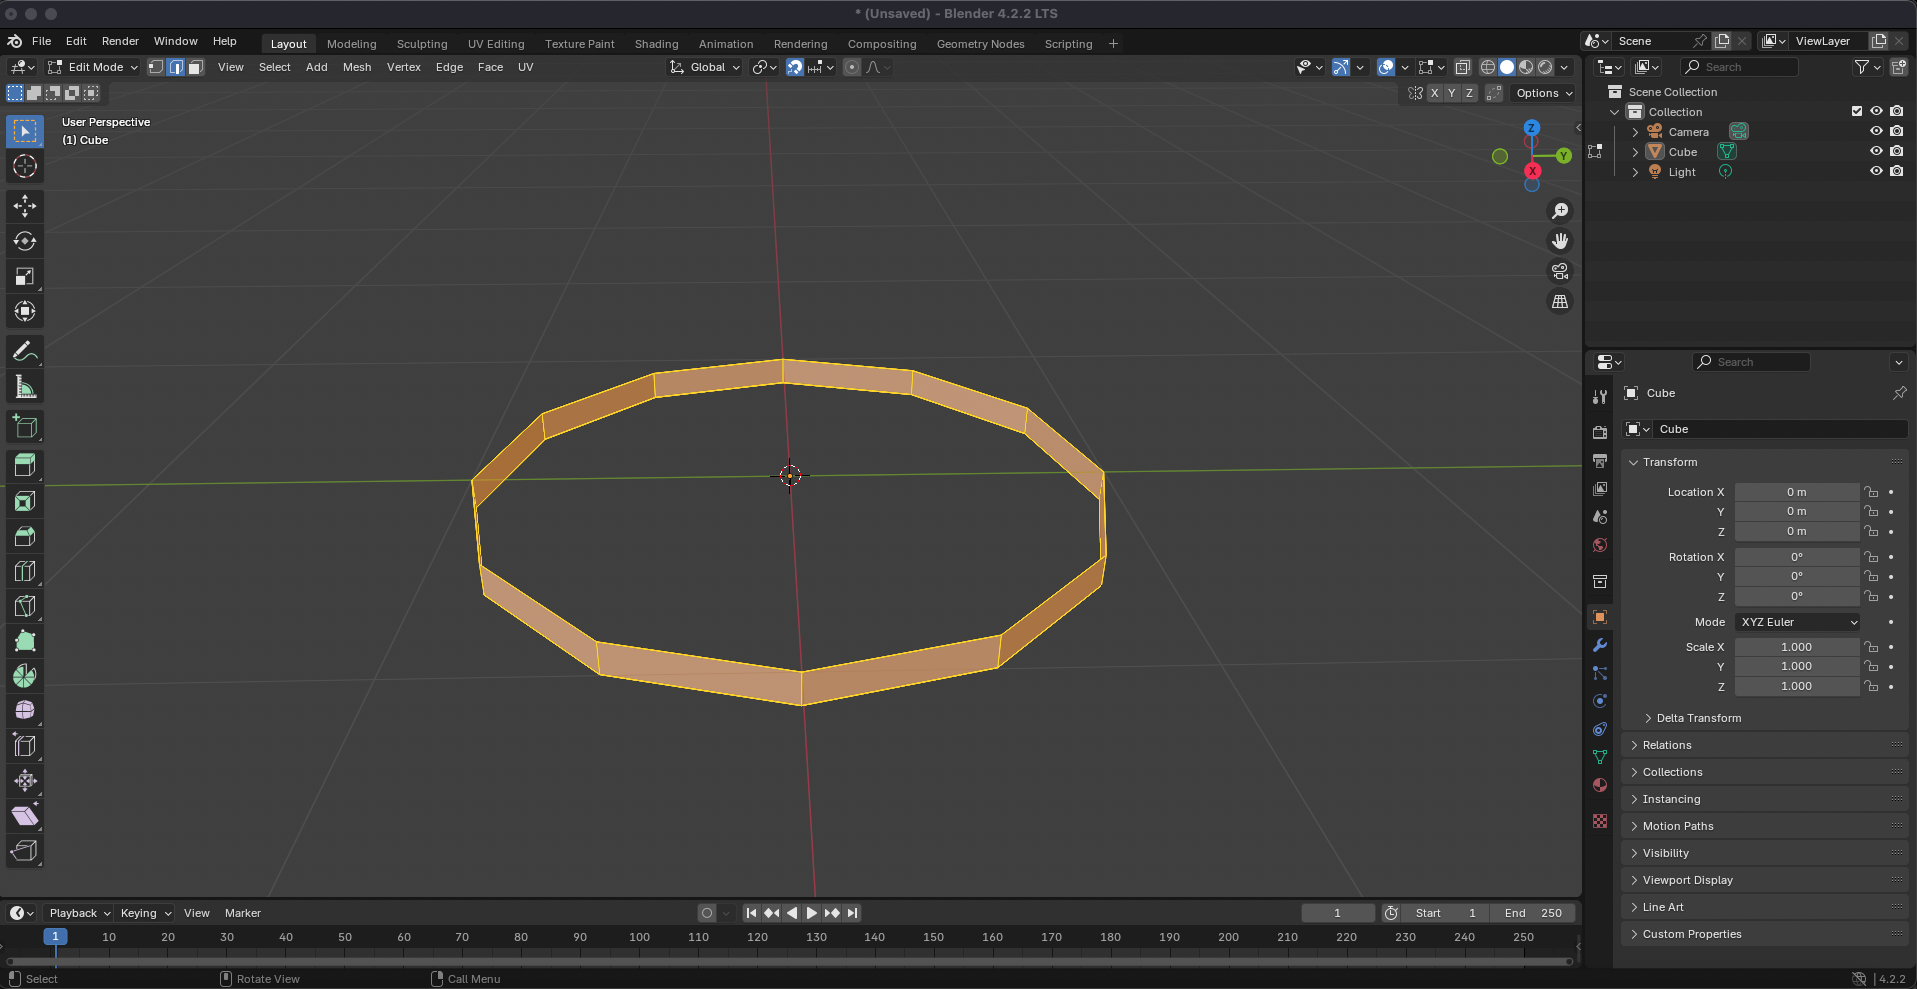 * (Unsaved) - Blender 4.2.2 LTS
File Edit Render Window Help Layout Modeling Sculpting UV Editing Texture Paint Shading Animation Rendering Compositing Geometry Nodes Scripting + Scene ViewLayer
Edit Mode View Select Add Mesh Vertex Edge Face UV Global Search
X Y Z Options
User Perspective
(1) Cube
Z
Y
X
Scene Collection
Collection
Camera
Cube
Light
Search
Cube
Cube
Transform
Location X 0 m
Y 0 m
Z 0 m
Rotation X 0°
Y 0°
Z 0°
Mode XYZ Euler
Scale X 1.000
Y 1.000
Z 1.000
Delta Transform
Relations
Collections
Instancing
Motion Paths
Visibility
Viewport Display
Line Art
Custom Properties
Playback Keying View Marker 1 Start 1 End 250
1 10 20 30 40 50 60 70 80 90 100 110 120 130 140 150 160 170 180 190 200 210 220 230 240 250
Select Rotate View Call Menu 4.2.2